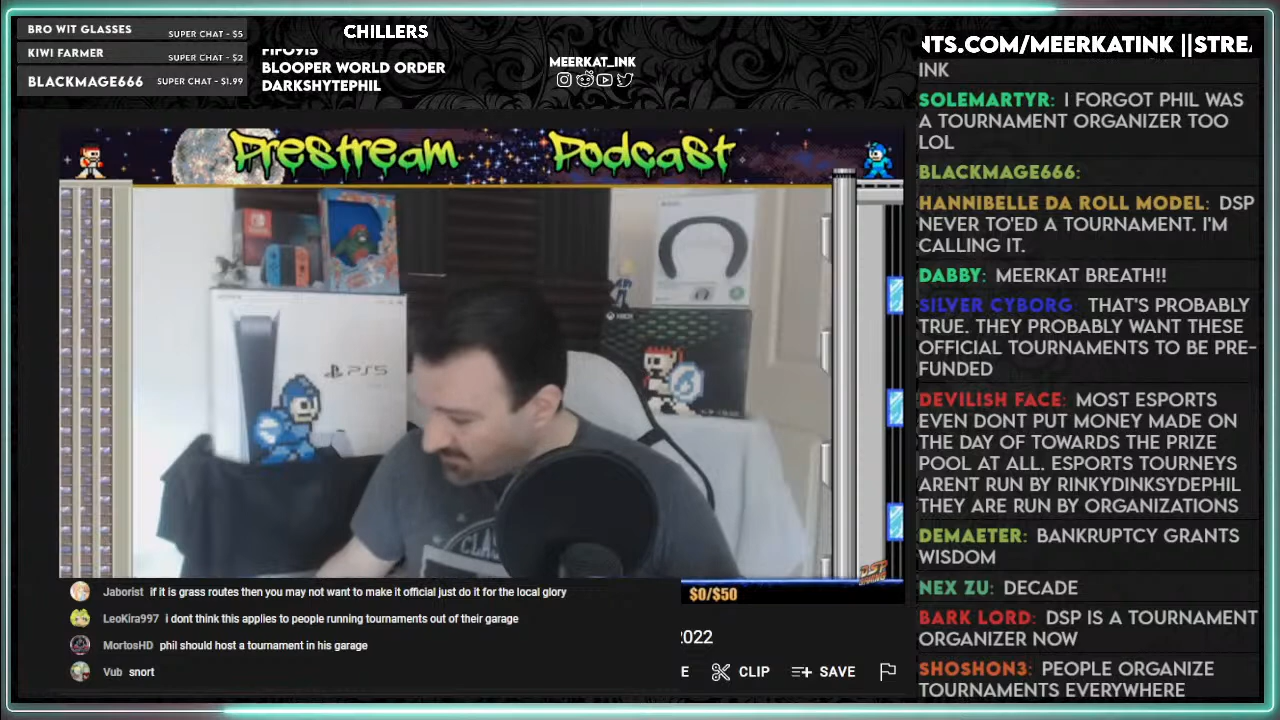 BRO WIT GLASSES SUPER CHAT - $5
KIWI FARMER SUPER CHAT - $2
BLACKMAGE666 SUPER CHAT - $1.99
CHILLERS
FIFO915
BLOOPER WORLD ORDER
DARKSHYTEPHIL
MEERKAT_INK
NTS.COM/MEERKATINK ||STREA
INK
SOLEMARTYR: I FORGOT PHIL WAS
A TOURNAMENT ORGANIZER TOO
LOL
BLACKMAGE666:
HANNIBELLE DA ROLL MODEL: DSP
NEVER TO'ED A TOURNAMENT. I'M
CALLING IT.
DABBY: MEERKAT BREATH!!
SILVER CYBORG: THAT'S PROBABLY
TRUE. THEY PROBABLY WANT THESE
OFFICIAL TOURNAMENTS TO BE PRE-
FUNDED
DEVILISH FACE: MOST ESPORTS
EVEN DONT PUT MONEY MADE ON
THE DAY OF TOWARDS THE PRIZE
POOL AT ALL. ESPORTS TOURNEYS
ARENT RUN BY RINKYDINKSYDEPHIL
THEY ARE RUN BY ORGANIZATIONS
DEMAETER: BANKRUPTCY GRANTS
WISDOM
NEX ZU: DECADE
BARK LORD: DSP IS A TOURNAMENT
ORGANIZER NOW
SHOSHON3: PEOPLE ORGANIZE
TOURNAMENTS EVERYWHERE
Prestream Podcast
PS5
XBOX
CLA
DSP
GAMING
$0/$50
Jaborist if it is grass routes then you may not want to make it official just do it for the local glory
LeoKira997 i dont think this applies to people running tournaments out of their garage
MortosHD phil should host a tournament in his garage
Vub snort
2022
E CLIP SAVE